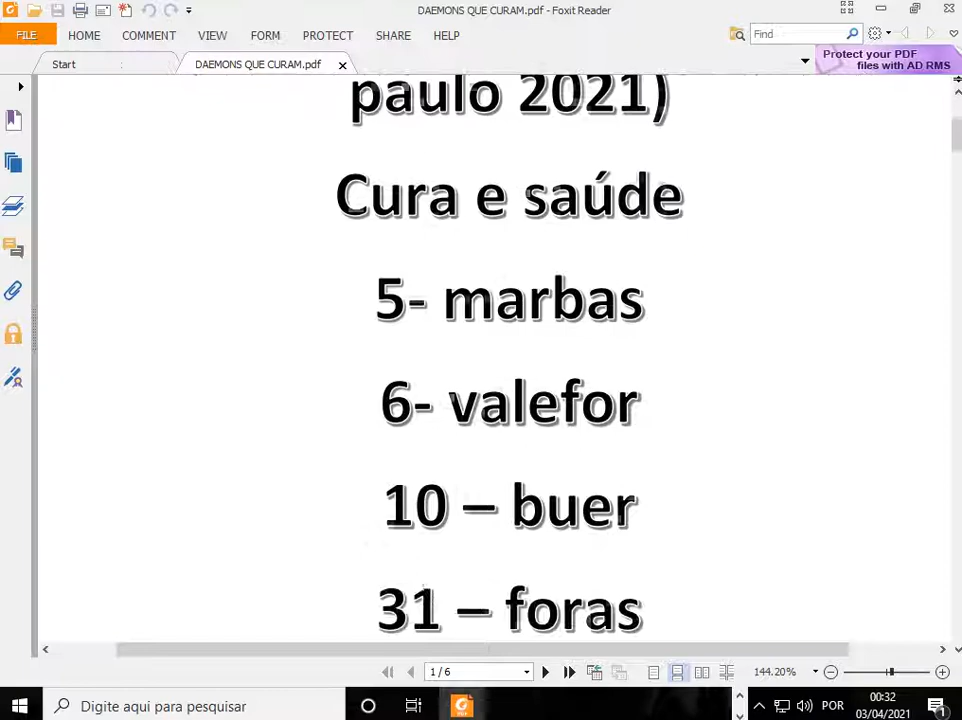 DAEMONS QUE CURAM.pdf - Foxit Reader
FILE HOME COMMENT VIEW FORM PROTECT SHARE HELP Find
Start DAEMONS QUE CURAM.pdf
Protect your PDF
files with AD RMS
paulo 2021)
Cura e saúde
5- marbas
6- valefor
10 – buer
31 – foras
1 / 6 144.20%
Digite aqui para pesquisar POR 00:32
03/04/2021 1